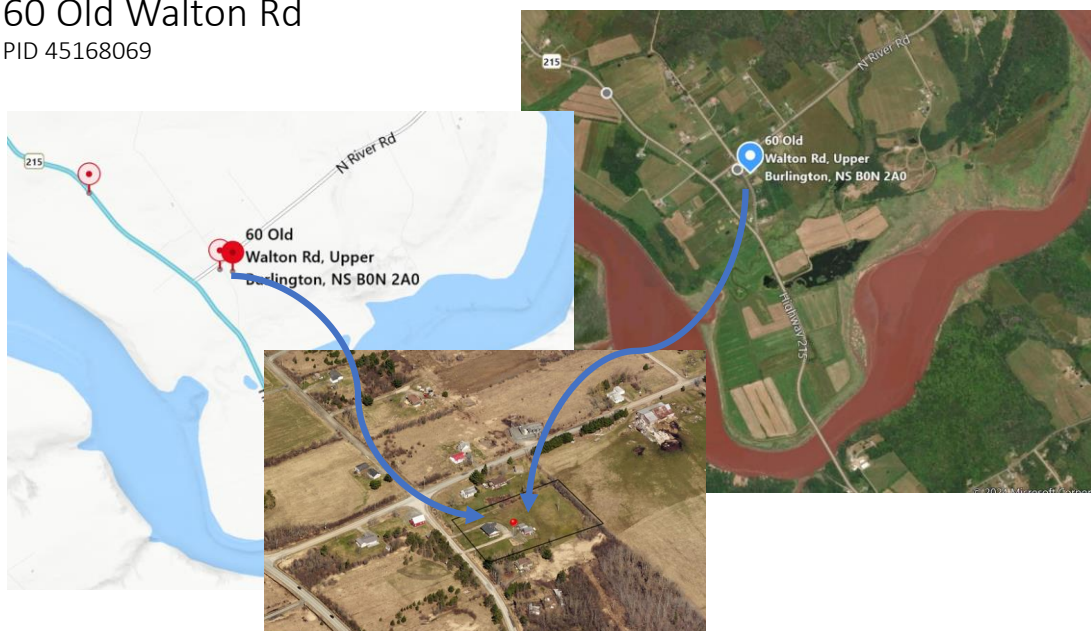 60 Old Walton Rd
PID 45168069
215
N River Rd
60 Old
Walton Rd, Upper
Burlington, NS B0N 2A0
215
N River Rd
60 Old
Walton Rd, Upper
Burlington, NS B0N 2A0
Highway 215